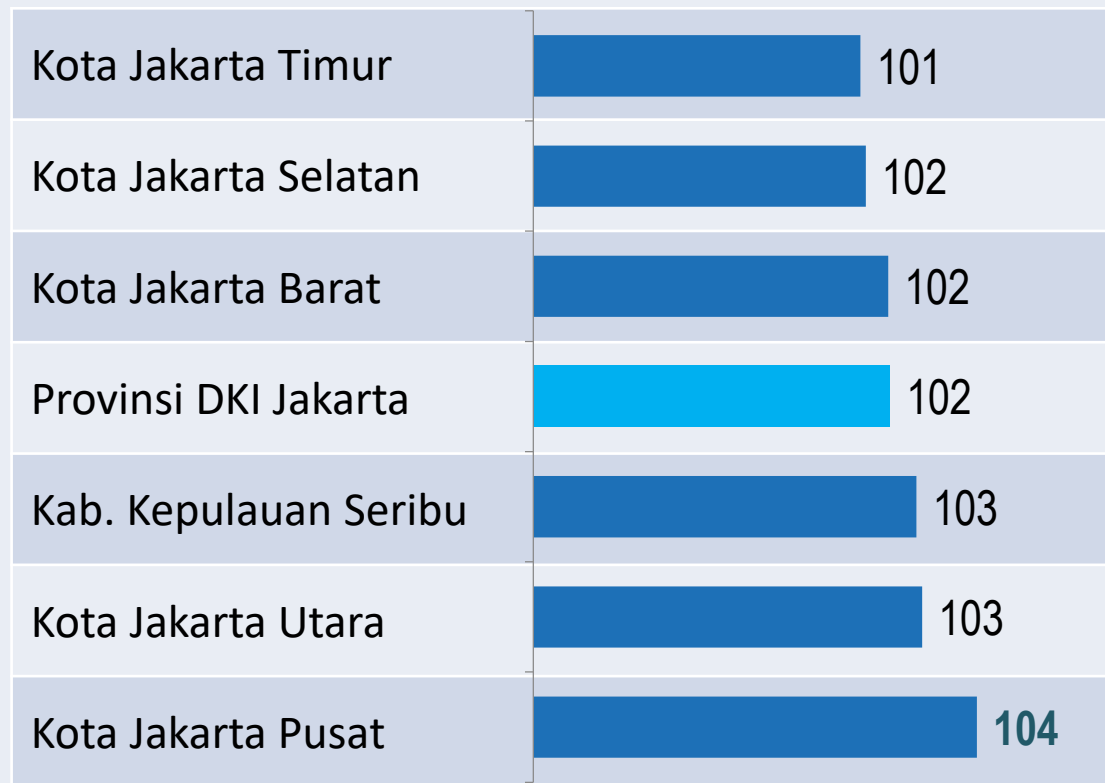 Kota Jakarta Timur 101
Kota Jakarta Selatan 102
Kota Jakarta Barat 102
Provinsi DKI Jakarta 102
Kab. Kepulauan Seribu 103
Kota Jakarta Utara 103
Kota Jakarta Pusat 104